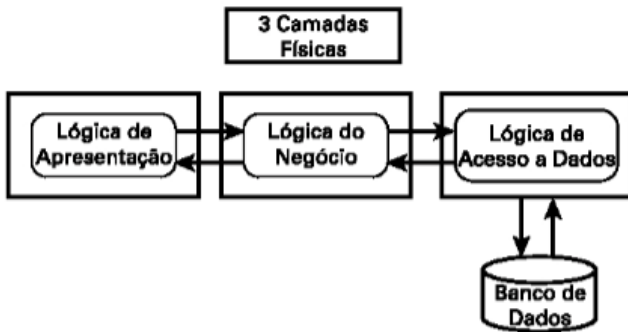 3 Camadas
Físicas
Lógica de
Apresentação
Lógica do
Negócio
Lógica de
Acesso a Dados
Banco de
Dados